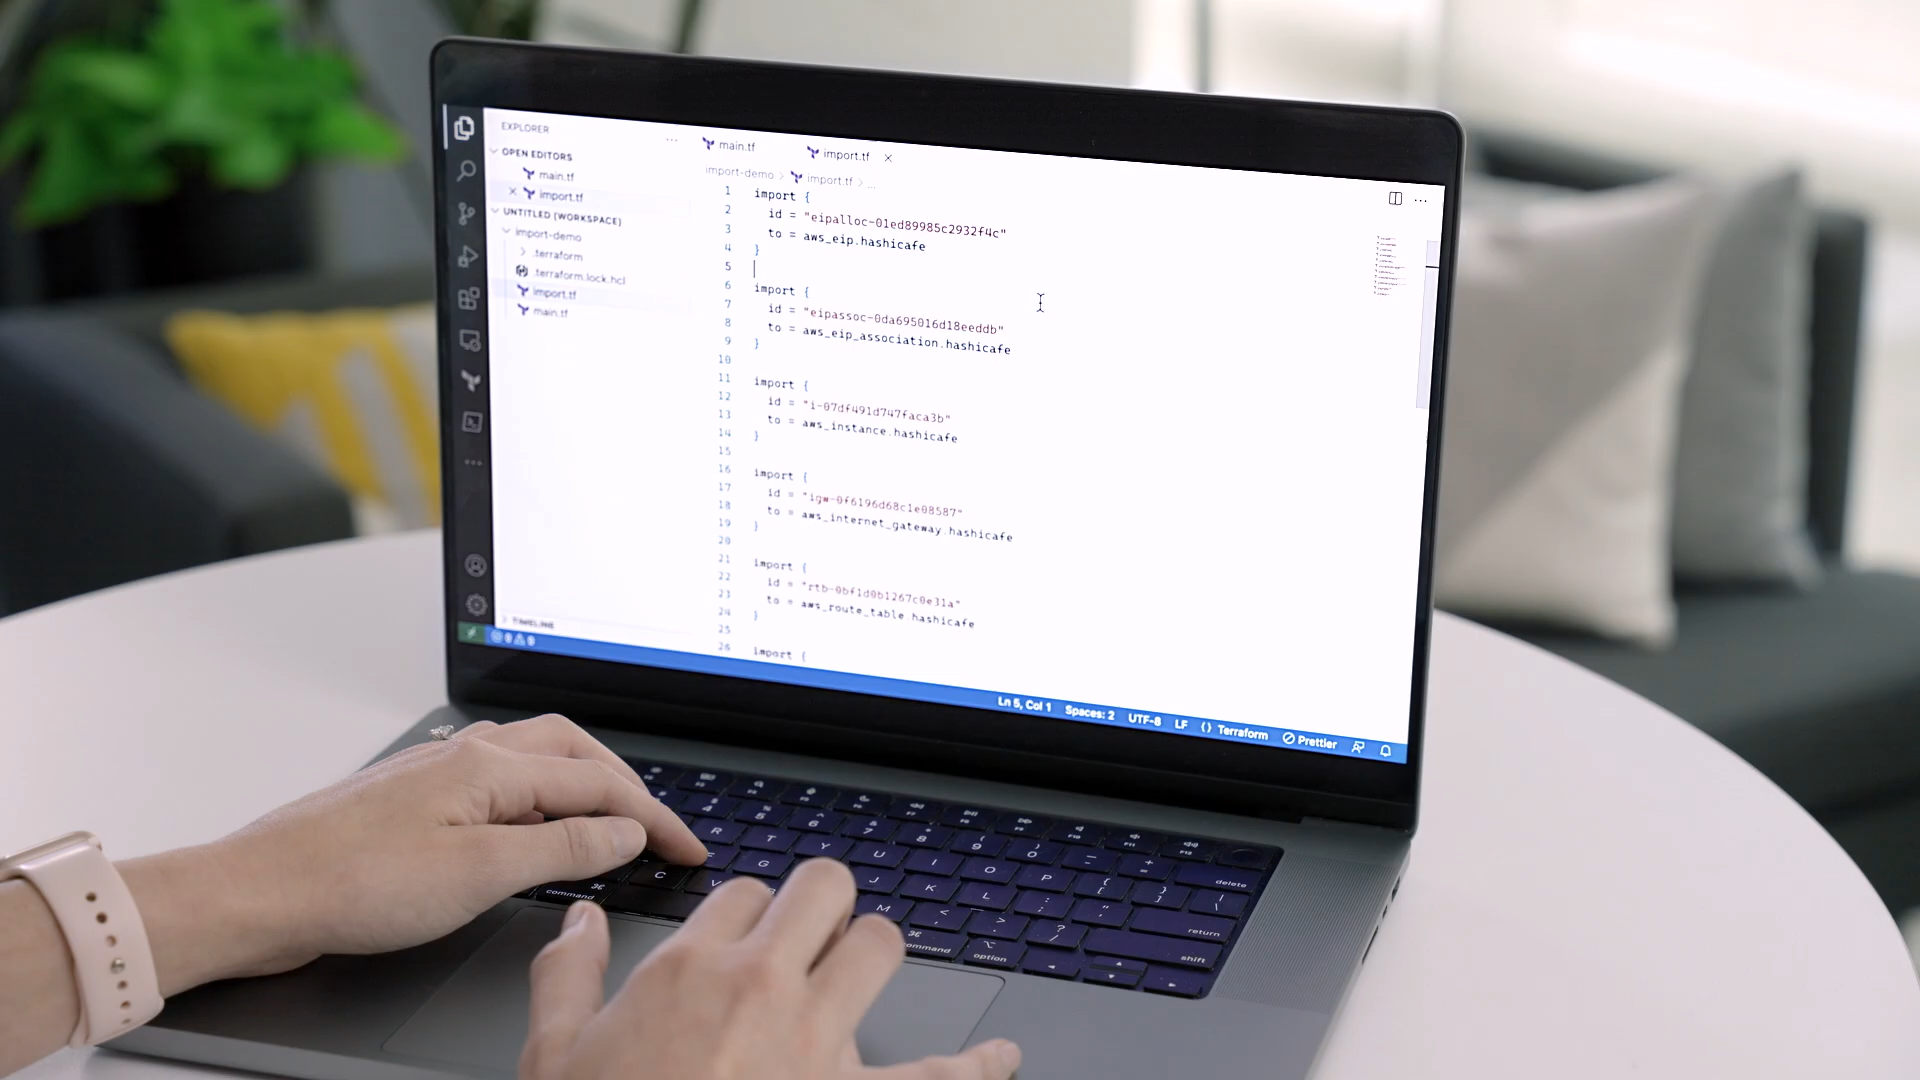 EXPLORER
OPEN EDITORS
main.tf
import.tf
UNTITLED (WORKSPACE)
import-demo
.terraform
.terraform.lock.hcl
import.tf
main.tf
TIMELINE
main.tf
import.tf
import-demo > import.tf > ...
1 import {
2 id = "eipalloc-01ed89985c2932f4c"
3 to = aws_eip.hashicafe
4 }
5
6 import {
7 id = "eipassoc-0da695016d18eeddb"
8 to = aws_eip_association.hashicafe
9 }
10
11 import {
12 id = "i-07df491d747faca3b"
13 to = aws_instance.hashicafe
14 }
15
16 import {
17 id = "igw-0f6196d68c1e08587"
18 to = aws_internet_gateway.hashicafe
19 }
20
21 import {
22 id = "rtb-0bf1d0b1267c0e31a"
23 to = aws_route_table.hashicafe
24 }
25
26 import {
Ln 5, Col 1 Spaces: 2 UTF-8 LF {} Terraform Prettier
R T Y U I O P
delete
G J K L
return
C V M
shift
command
command
option